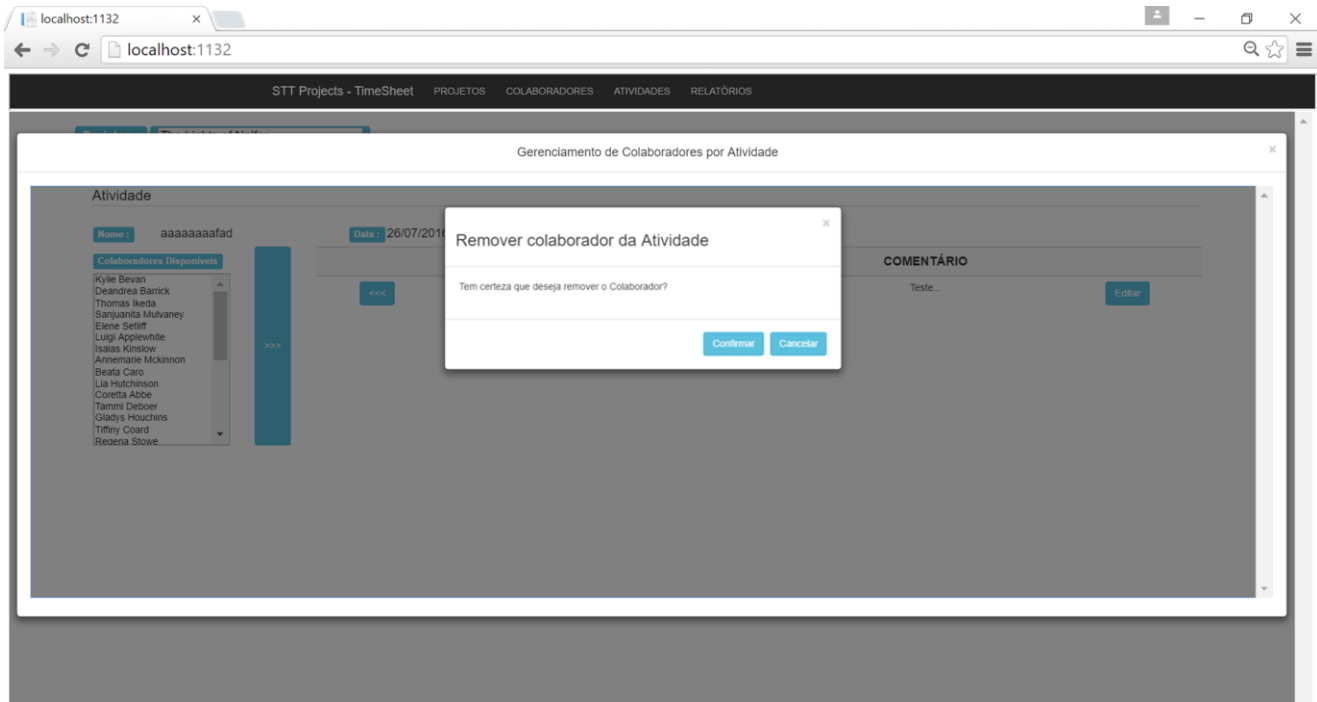 localhost:1132
localhost:1132
STT Projects - TimeSheet PROJETOS COLABORADORES ATIVIDADES RELATÓRIOS
Gerenciamento de Colaboradores por Atividade
Atividade
Nome : aaaaaaaafad
Data : 26/07/2016
Colaboradores Disponíveis
Kylie Bevan
Deandrea Barrick
Thomas Ikeda
Sanjuanita Mulvaney
Elene Setliff
Luigi Applewhite
Isaias Kinslow
Annemarie Mckinnon
Beata Caro
Lia Hutchinson
Coretta Abbe
Tammi Deboer
Gladys Houchins
Tiffiny Coard
Regena Stowe
>>>
<<<
COMENTÁRIO
Teste...
Editar
Remover colaborador da Atividade
Tem certeza que deseja remover o Colaborador?
Confirmar Cancelar